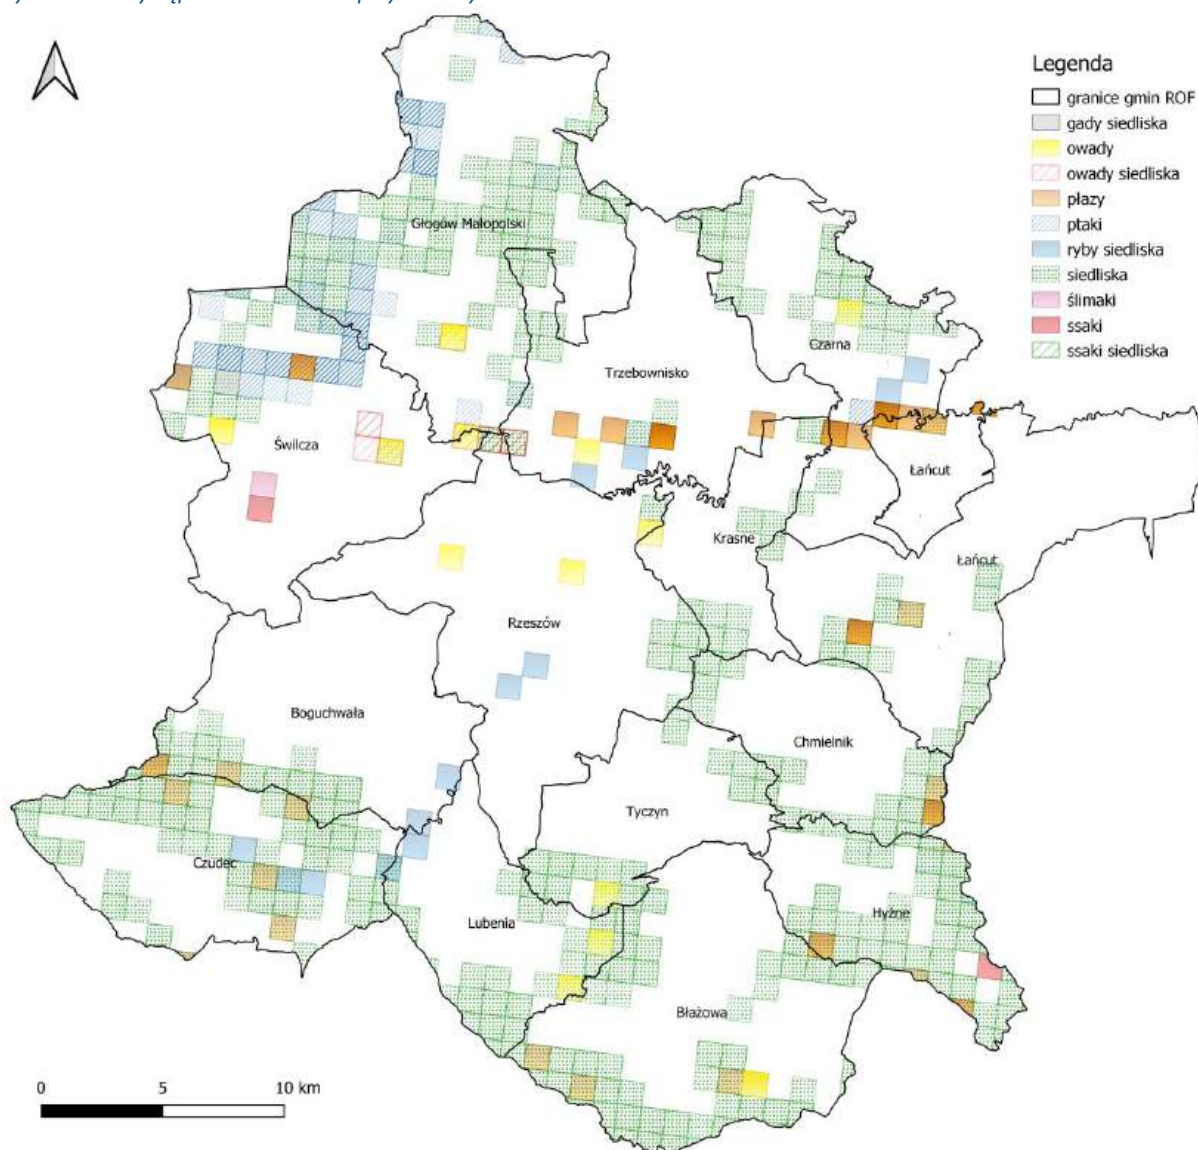 Legenda
granice gmin ROF
gady siedliska
owady
owady siedliska
płazy
ptaki
ryby siedliska
siedliska
ślimaki
ssaki
ssaki siedliska
Głogów Małopolski
Czarna
Trzebownisko
Świlcza
Łańcut
Krasne
Łańcut
Rzeszów
Boguchwała
Chmielnik
Tyczyn
Czudec
Hyżne
Lubenia
Błażowa
0 5 10 km